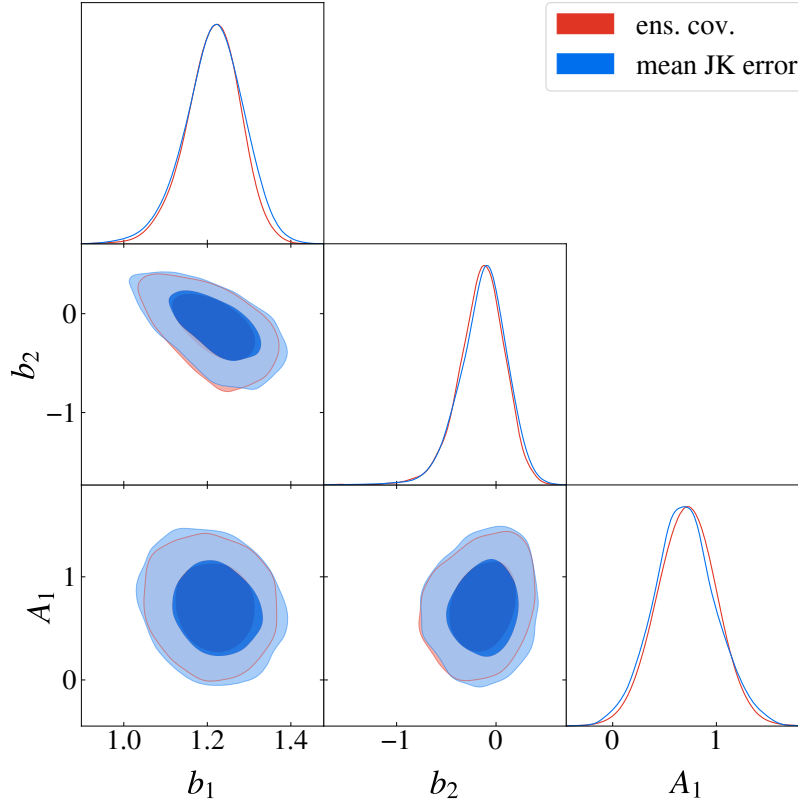 ens. cov.
mean JK error
0
−1
b₂
1
0
A₁
1.0 1.2 1.4 −1 0 0 1
b₁ b₂ A₁